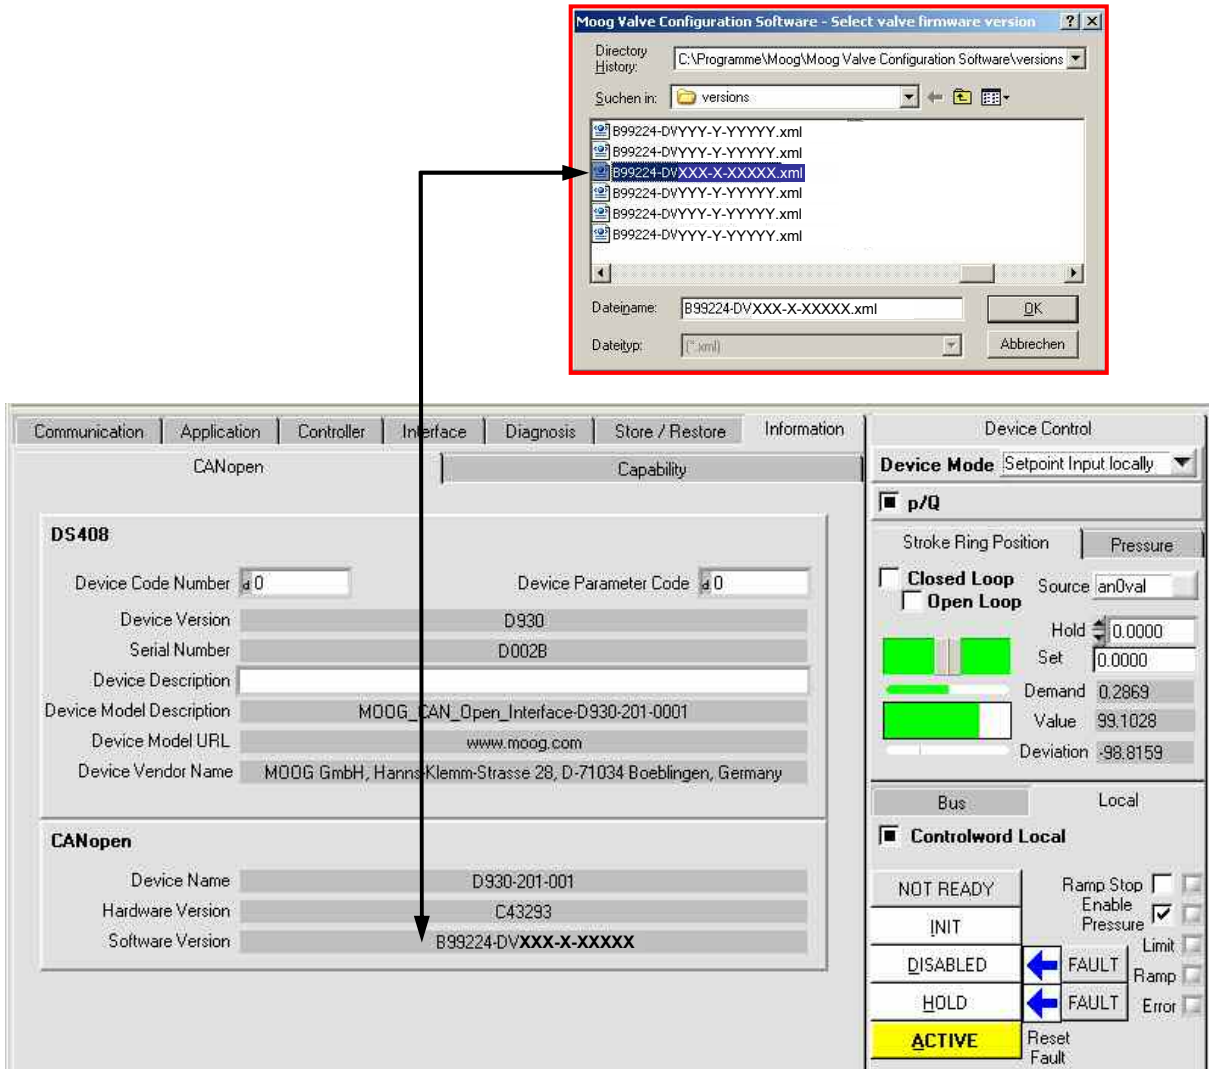 Moog Valve Configuration Software - Select valve firmware version
Directory
History:
C:\Programme\Moog\Moog Valve Configuration Software\versions
Suchen in:
versions
B99224-DVYYY-Y-YYYYY.xml
B99224-DVYYY-Y-YYYYY.xml
B99224-DVXXX-X-XXXXX.xml
B99224-DVYYY-Y-YYYYY.xml
B99224-DVYYY-Y-YYYYY.xml
B99224-DVYYY-Y-YYYYY.xml
Dateiname:
B99224-DVXXX-X-XXXXX.xml
OK
Dateityp:
(*.xml)
Abbrechen
Communication Application Controller Interface Diagnosis Store / Restore Information
CANopen Capability
DS408
Device Code Number d 0 Device Parameter Code d 0
Device Version D930
Serial Number D002B
Device Description
Device Model Description MOOG_CAN_Open_Interface-D930-201-0001
Device Model URL www.moog.com
Device Vendor Name MOOG GmbH, Hanns-Klemm-Strasse 28, D-71034 Boeblingen, Germany
CANopen
Device Name D930-201-001
Hardware Version C43293
Software Version B99224-DVXXX-X-XXXXX
Device Control
Device Mode Setpoint Input locally
p/Q
Stroke Ring Position Pressure
Closed Loop
Open Loop
Source an0val
Hold 0.0000
Set 0.0000
Demand 0.2869
Value 99.1028
Deviation -98.8159
Bus Local
Controlword Local
NOT READY
INIT
DISABLED
HOLD
ACTIVE
FAULT
FAULT
Reset
Fault
Ramp Stop
Enable
Pressure
Limit
Ramp
Error